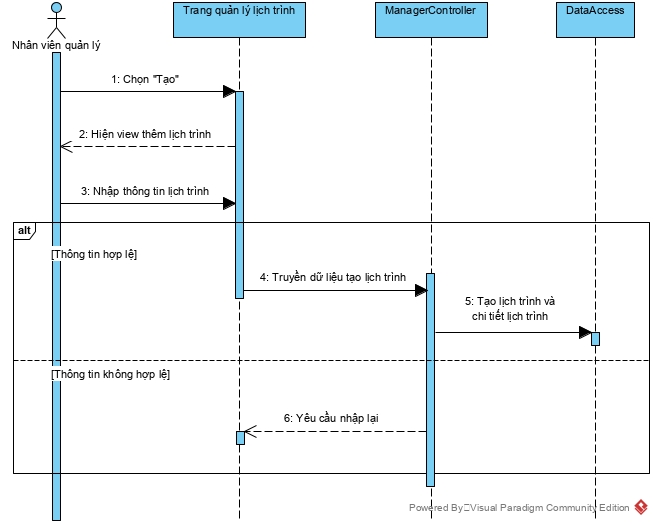 Nhân viên quản lý
Trang quản lý lịch trình
ManagerController
DataAccess
1: Chọn "Tạo"
2: Hiện view thêm lịch trình
3: Nhập thông tin lịch trình
alt
[Thông tin hợp lệ]
4: Truyền dữ liệu tạo lịch trình
5: Tạo lịch trình và
chi tiết lịch trình
[Thông tin không hợp lệ]
6: Yêu cầu nhập lại
Powered By Visual Paradigm Community Edition